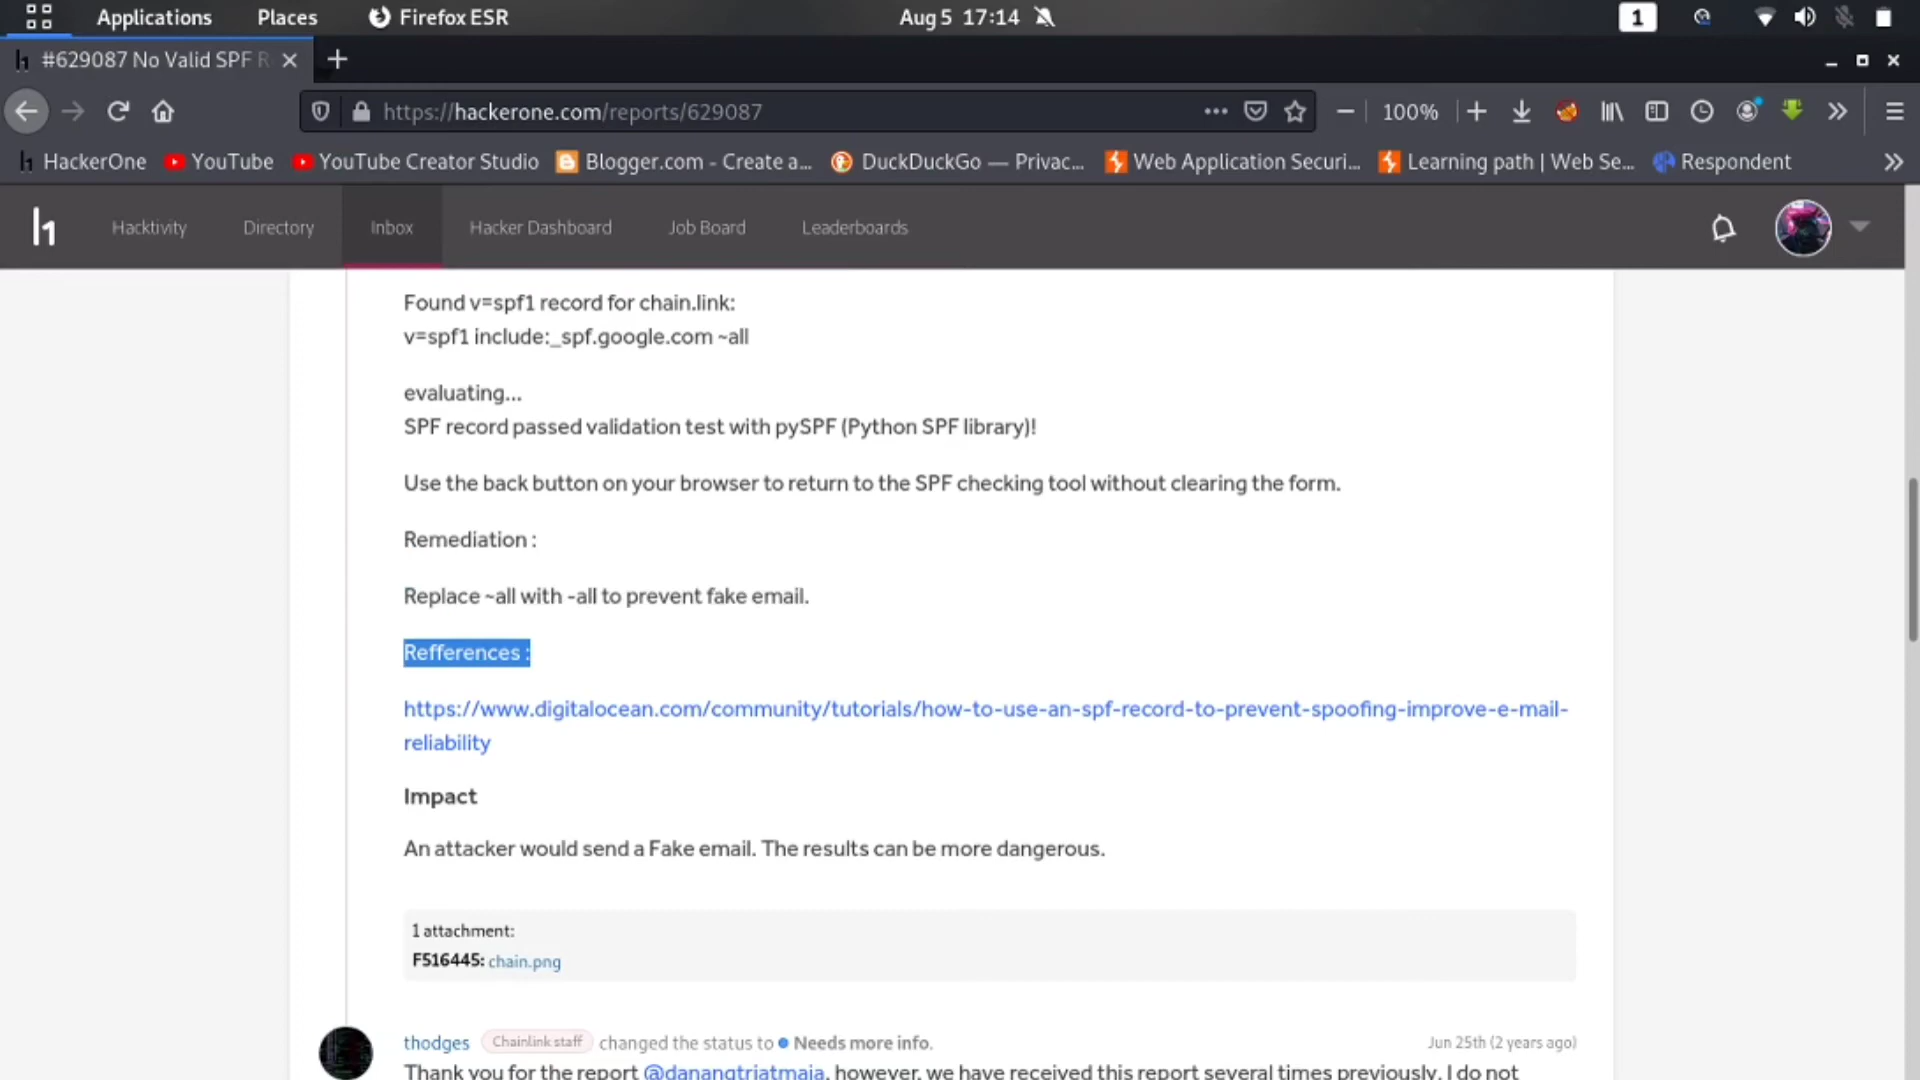 Applications Places Firefox ESR Aug 5 17:14 1
#629087 No Valid SPF R
https://hackerone.com/reports/629087 100%
HackerOne YouTube YouTube Creator Studio Blogger.com - Create a... DuckDuckGo — Privac... Web Application Securi... Learning path | Web Se... Respondent
h1 Hacktivity Directory Inbox Hacker Dashboard Job Board Leaderboards
Found v=spf1 record for chain.link:
v=spf1 include:_spf.google.com ~all
evaluating...
SPF record passed validation test with pySPF (Python SPF library)!
Use the back button on your browser to return to the SPF checking tool without clearing the form.
Remediation :
Replace ~all with -all to prevent fake email.
Refferences :
https://www.digitalocean.com/community/tutorials/how-to-use-an-spf-record-to-prevent-spoofing-improve-e-mail-
reliability
Impact
An attacker would send a Fake email. The results can be more dangerous.
1 attachment:
F516445: chain.png
thodges Chainlink staff changed the status to Needs more info. Jun 25th (2 years ago)
Thank you for the report @danangtriatmaja, however, we have received this report several times previously. I do not